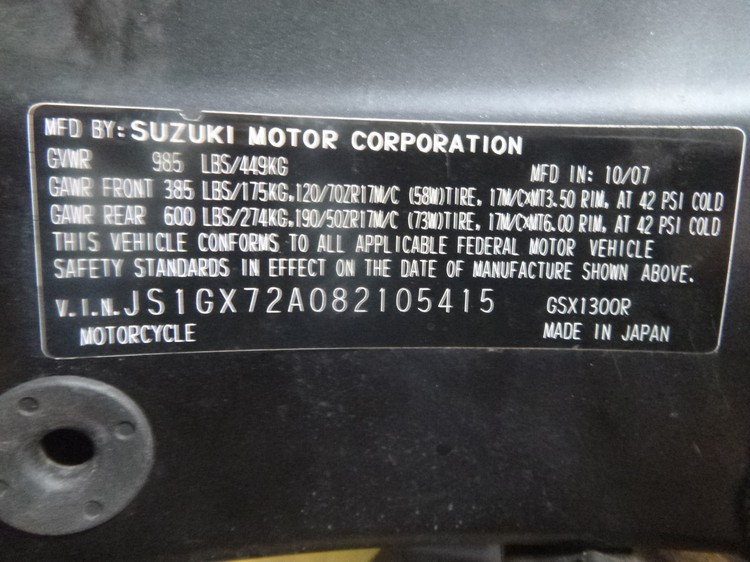 MFD BY: SUZUKI MOTOR CORPORATION
GVWR 985 LBS/449KG MFD IN: 10/07
GAWR FRONT 385 LBS/175KG,120/70ZR17M/C (58W)TIRE, 17M/C×MT3.50 RIM, AT 42 PSI COLD
GAWR REAR 600 LBS/274KG,190/50ZR17M/C (73W)TIRE, 17M/C×MT6.00 RIM, AT 42 PSI COLD
THIS VEHICLE CONFORMS TO ALL APPLICABLE FEDERAL MOTOR VEHICLE
SAFETY STANDARDS IN EFFECT ON THE DATE OF MANUFACTURE SHOWN ABOVE.
V.I.N. JS1GX72A082105415 GSX1300R
MOTORCYCLE MADE IN JAPAN